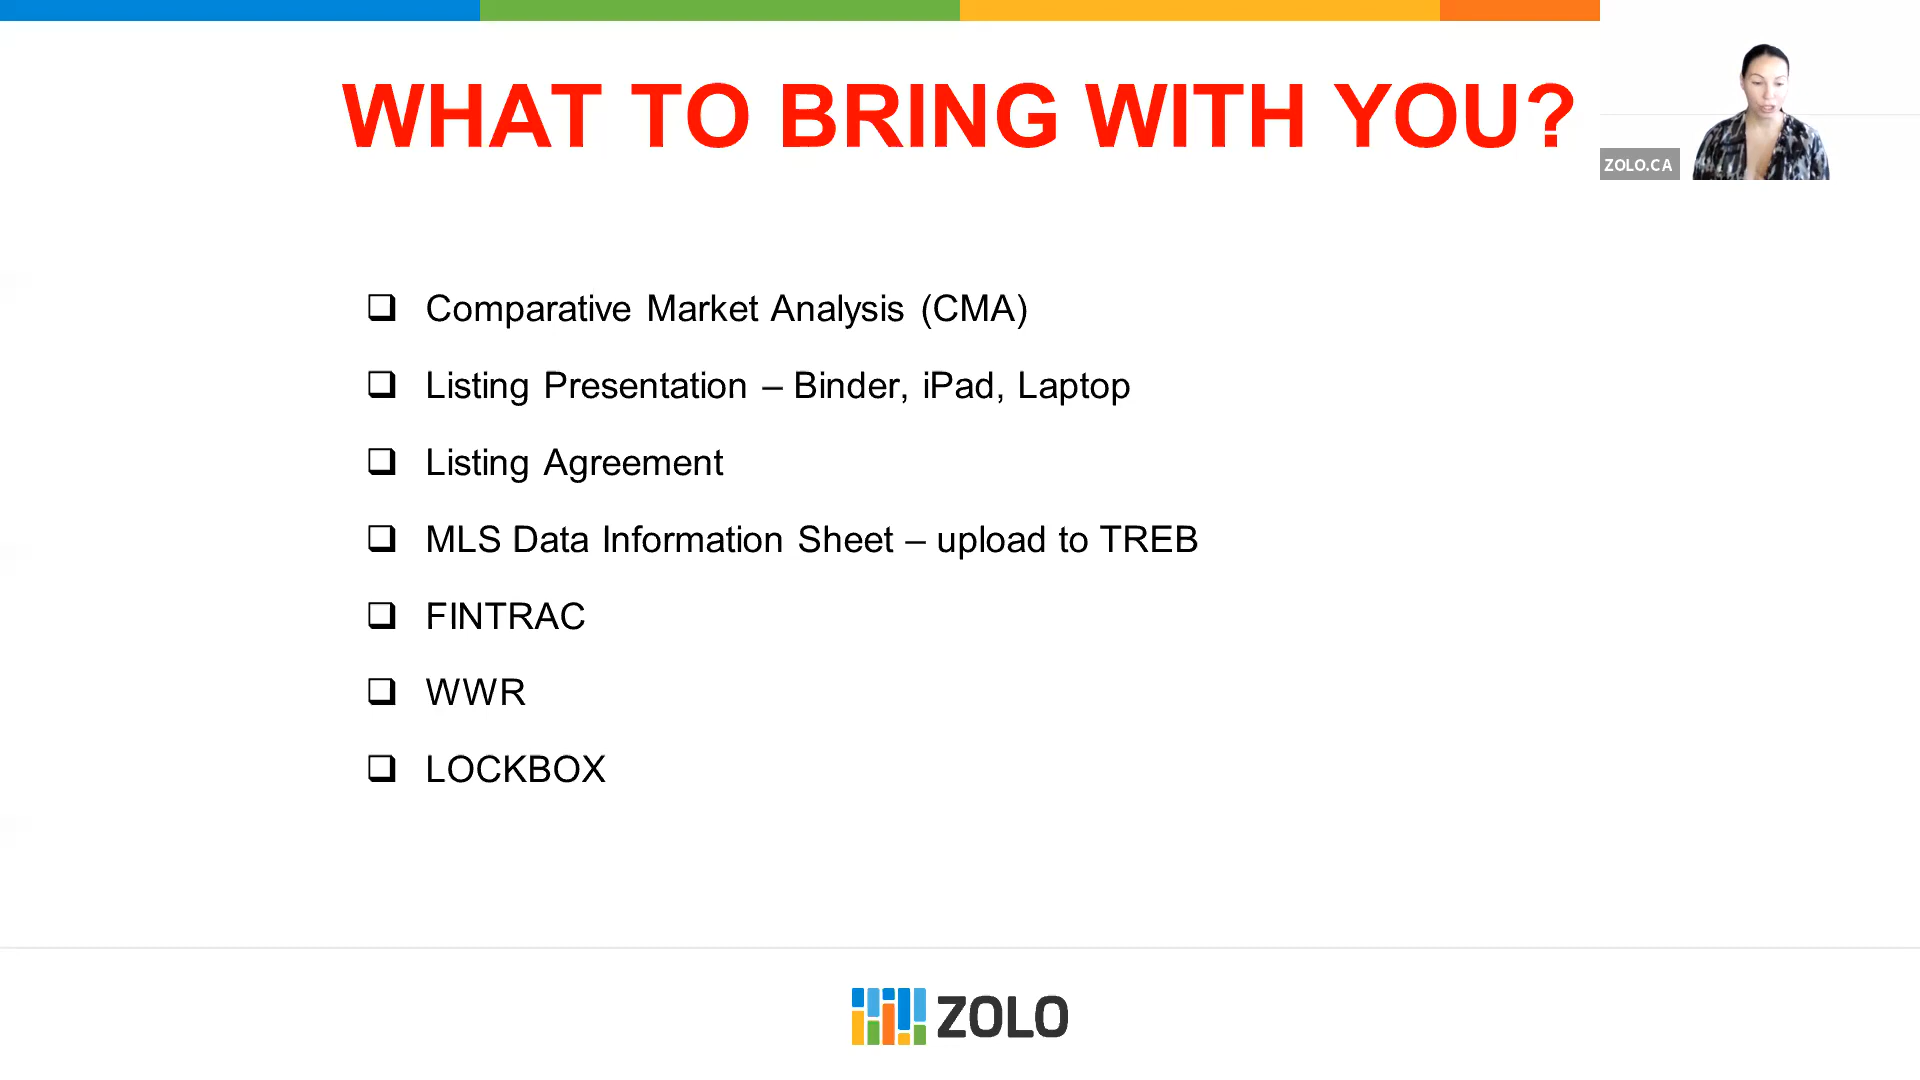 WHAT TO BRING WITH YOU?
ZOLO.CA
❑ Comparative Market Analysis (CMA)
❑ Listing Presentation – Binder, iPad, Laptop
❑ Listing Agreement
❑ MLS Data Information Sheet – upload to TREB
❑ FINTRAC
❑ WWR
❑ LOCKBOX
ZOLO